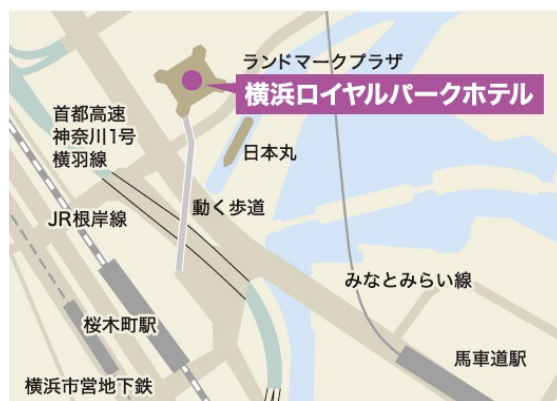 ランドマークプラザ
横浜ロイヤルパークホテル
首都高速
神奈川1号
横羽線
日本丸
動く歩道
JR根岸線
みなとみらい線
桜木町駅
馬車道駅
横浜市営地下鉄